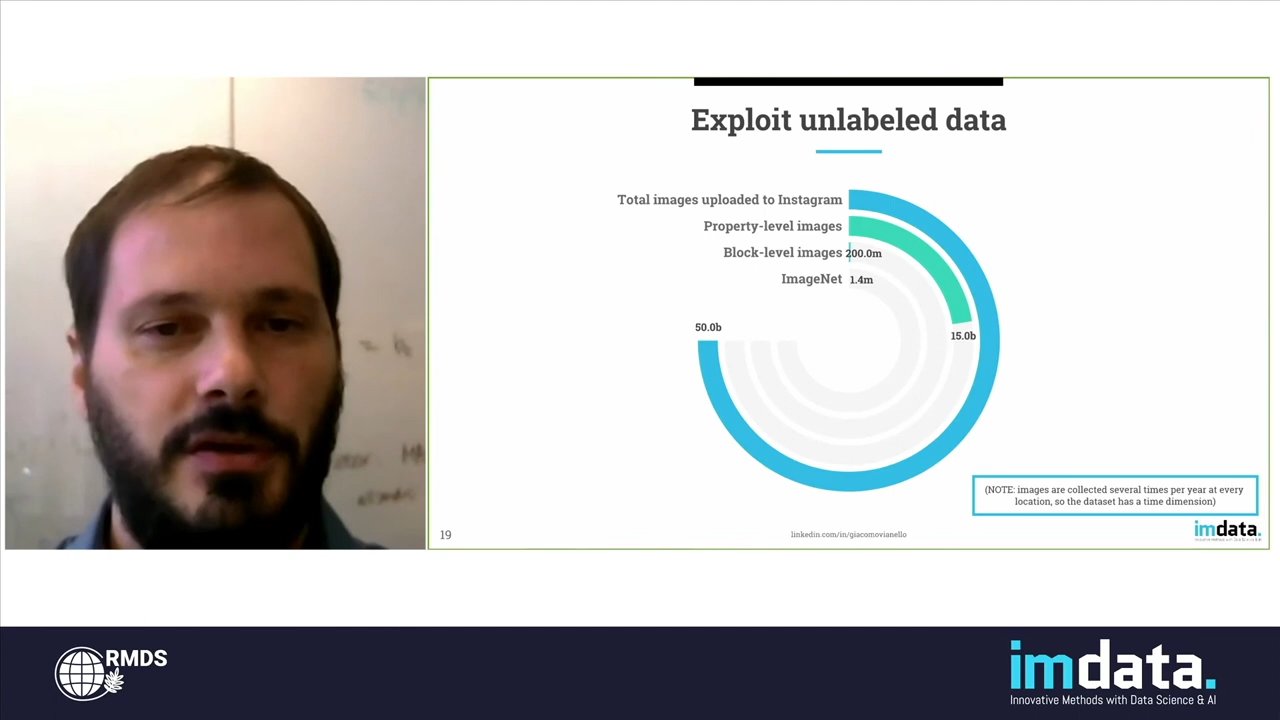 Exploit unlabeled data
Total images uploaded to Instagram
Property-level images
Block-level images 200.0m
ImageNet 1.4m
50.0b
15.0b
(NOTE: images are collected several times per year at every
location, so the dataset has a time dimension)
19
linkedin.com/in/giacomovianello
imdata.
RMDS
imdata.
Innovative Methods with Data Science & AI